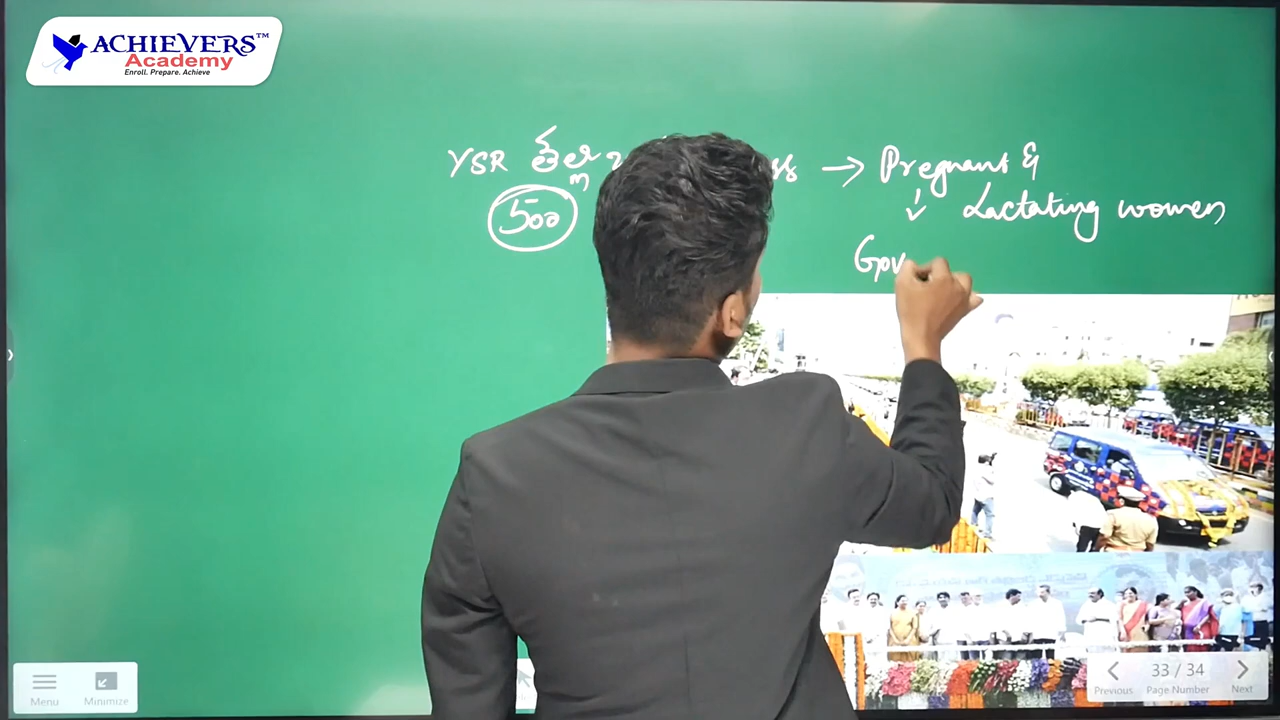 ACHIEVERS™
Academy
Enroll. Prepare. Achieve
YSR → Pregnant &
Lactating women
500
Gov
Menu
Minimize
33 / 34
Previous
Page Number
Next